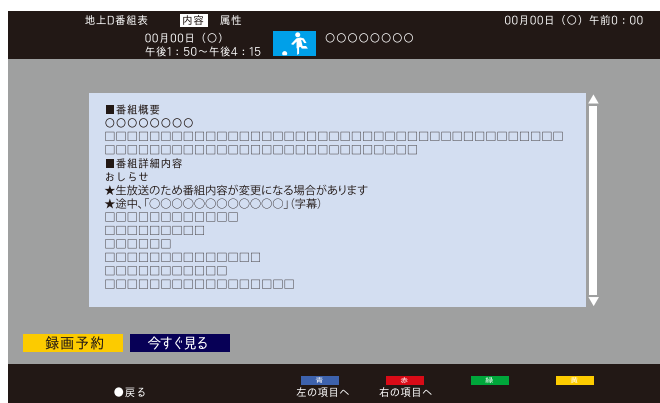 地上D番組表 内容 属性 00月00日（〇）午前0：00
00月00日（〇）
午後1：50～午後4：15
〇〇〇〇〇〇〇〇
■番組概要
〇〇〇〇〇〇〇〇
□□□□□□□□□□□□□□□□□□□□□□□□□□□□□□□□□□□□□□□□□
□□□□□□□□□□□□□□□□□□□□□□□□□□□□
■番組詳細内容
おしらせ
★生放送のため番組内容が変更になる場合があります
★途中、「〇〇〇〇〇〇〇〇〇〇〇〇」（字幕）
□□□□□□□□□□□□
□□□□□□□□□
□□□□□□
□□□□□□□□□□□□□□
□□□□□□□□□□□
□□□□□□□□□□□□□□□□□
録画予約 今すぐ見る
青 赤 緑 黄
●戻る 左の項目へ 右の項目へ